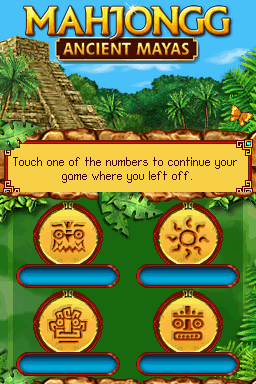 MAHJONGG
ANCIENT MAYAS
Touch one of the numbers to continue your
game where you left off.